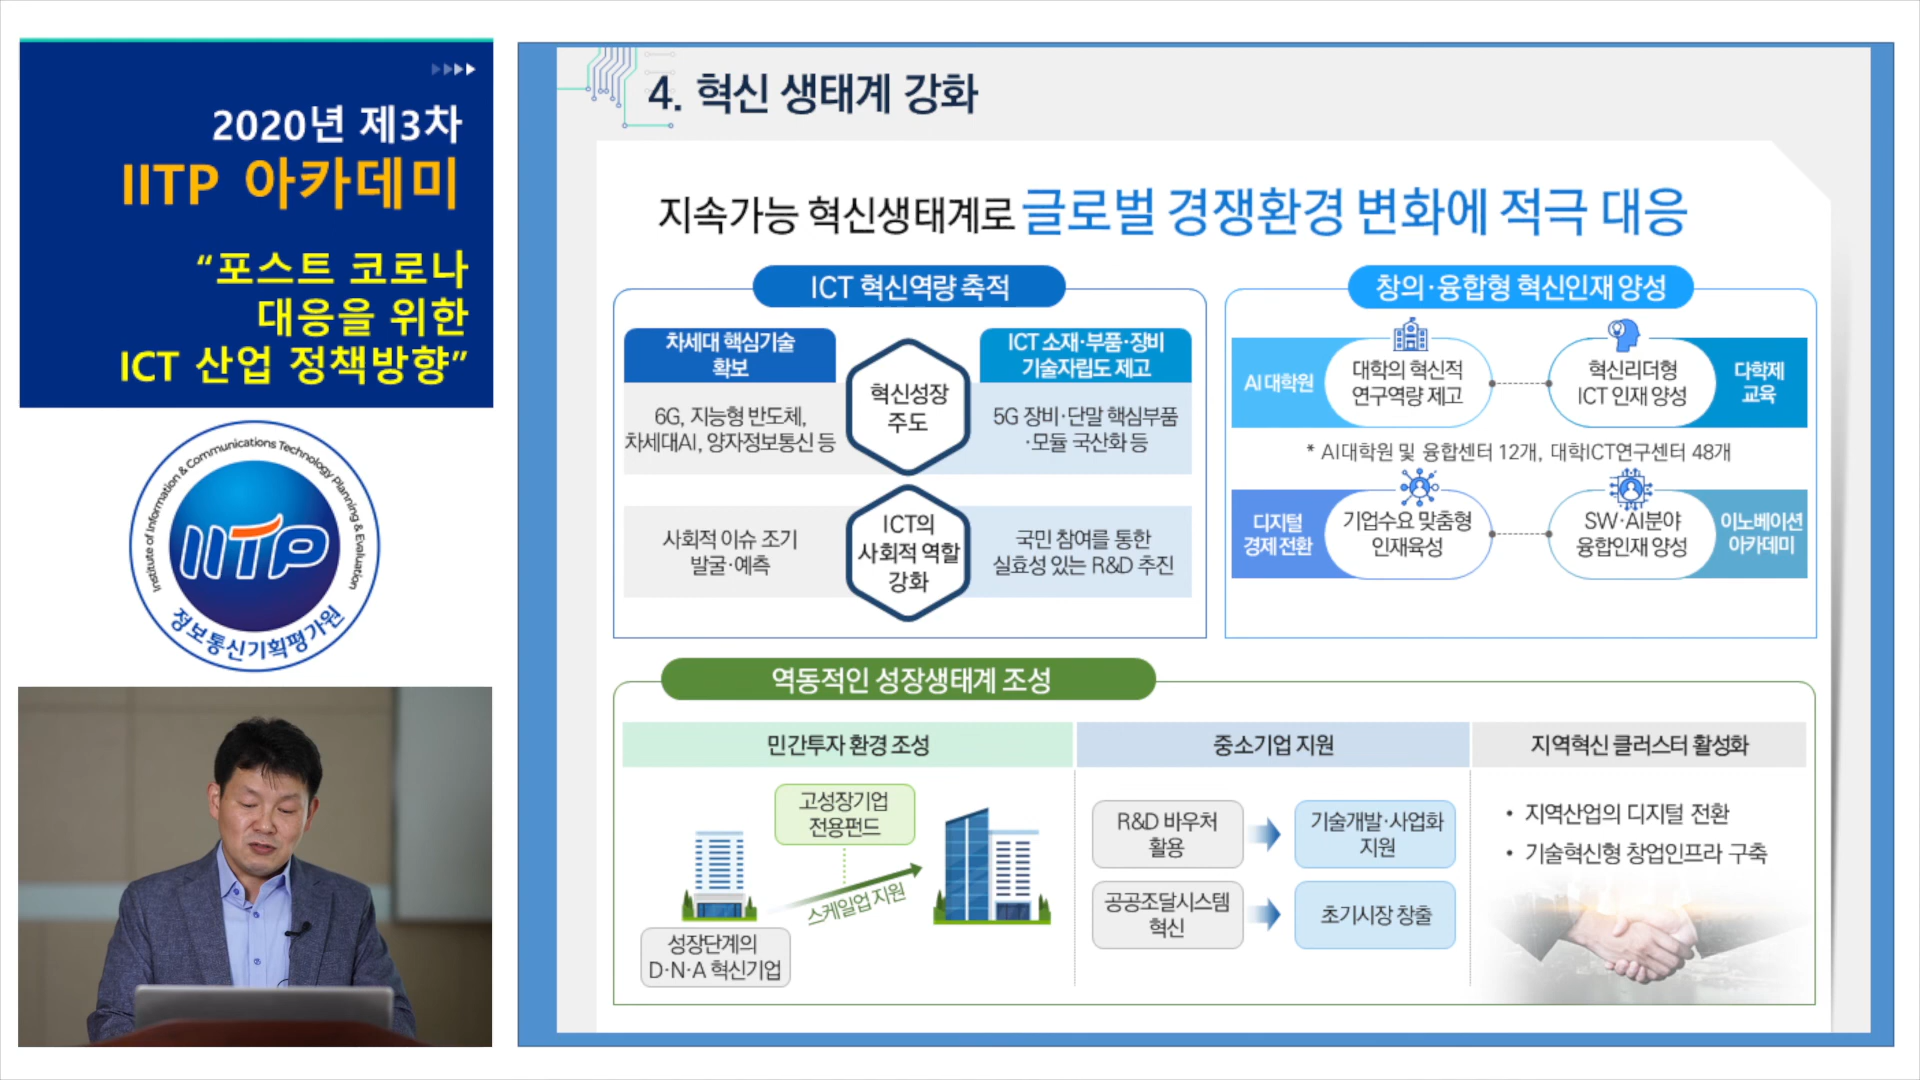 2020년 제3차
IITP 아카데미
“포스트 코로나
대응을 위한
ICT 산업 정책방향”
Institute of Information & Communications Technology Planning & Evaluation
IITP
정보통신기획평가원
4. 혁신 생태계 강화
지속가능 혁신생태계로 글로벌 경쟁환경 변화에 적극 대응
ICT 혁신역량 축적
차세대 핵심기술
확보
6G, 지능형 반도체,
차세대AI, 양자정보통신 등
혁신성장
주도
ICT 소재·부품·장비
기술자립도 제고
5G 장비·단말 핵심부품
·모듈 국산화 등
사회적 이슈 조기
발굴·예측
ICT의
사회적 역할
강화
국민 참여를 통한
실효성 있는 R&D 추진
창의·융합형 혁신인재 양성
AI대학원
대학의 혁신적
연구역량 제고
혁신리더형
ICT 인재 양성
다학제
교육
* AI대학원 및 융합센터 12개, 대학ICT연구센터 48개
디지털
경제 전환
기업수요 맞춤형
인재육성
SW·AI분야
융합인재 양성
이노베이션
아카데미
역동적인 성장생태계 조성
민간투자 환경 조성
고성장기업
전용펀드
스케일업 지원
성장단계의
D·N·A 혁신기업
중소기업 지원
R&D 바우처
활용
기술개발·사업화
지원
공공조달시스템
혁신
초기시장 창출
지역혁신 클러스터 활성화
• 지역산업의 디지털 전환
• 기술혁신형 창업인프라 구축